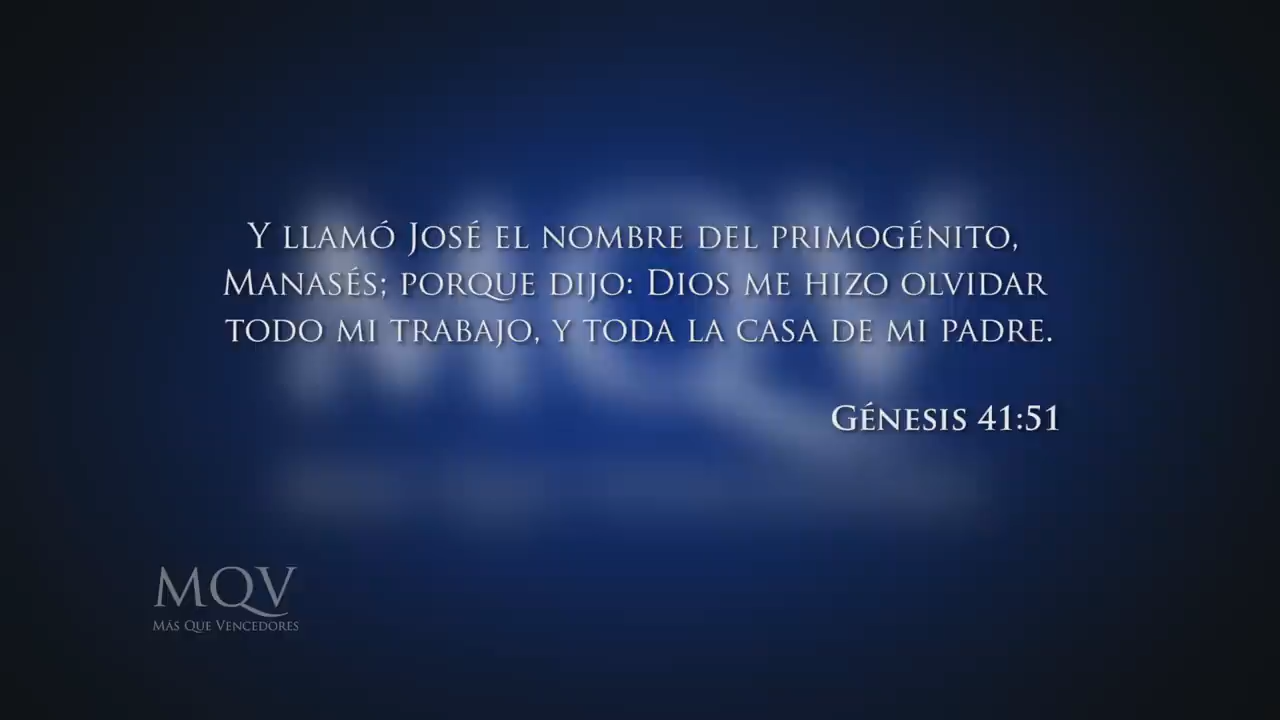 Y llamó José el nombre del primogénito,
Manasés; porque dijo: Dios me hizo olvidar
todo mi trabajo, y toda la casa de mi padre.
Génesis 41:51
MQV
Más Que Vencedores